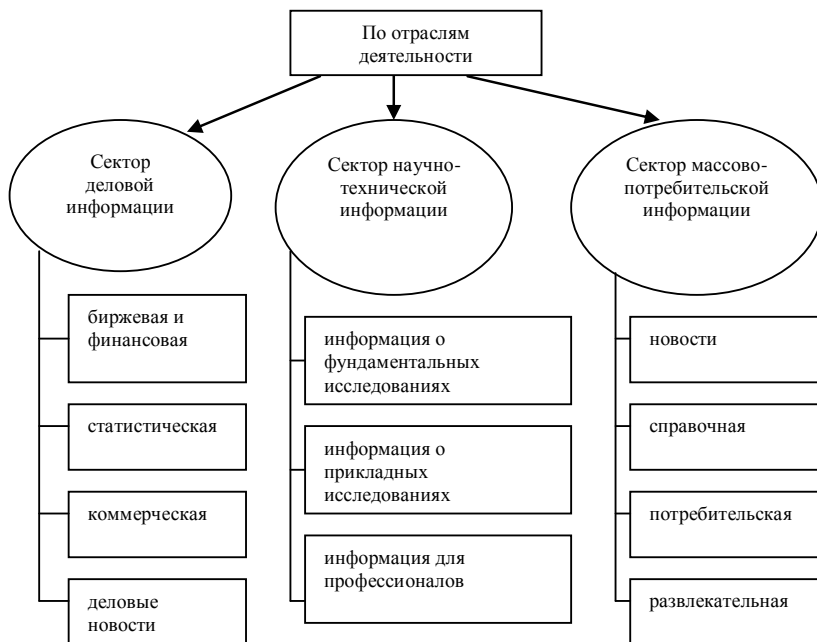 По отраслям
деятельности
Сектор
деловой
информации
биржевая и
финансовая
статистическая
коммерческая
деловые
новости
Сектор научно-
технической
информации
информация о
фундаментальных
исследованиях
информация о
прикладных
исследованиях
информация для
профессионалов
Сектор массово-
потребительской
информации
новости
справочная
потребительская
развлекательная